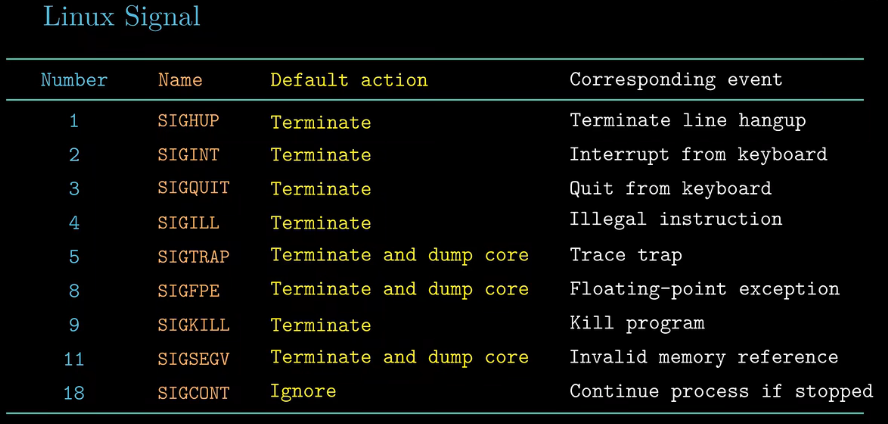 Linux Signal
Number Name Default action Corresponding event
1 SIGHUP Terminate Terminate line hangup
2 SIGINT Terminate Interrupt from keyboard
3 SIGQUIT Terminate Quit from keyboard
4 SIGILL Terminate Illegal instruction
5 SIGTRAP Terminate and dump core Trace trap
8 SIGFPE Terminate and dump core Floating-point exception
9 SIGKILL Terminate Kill program
11 SIGSEGV Terminate and dump core Invalid memory reference
18 SIGCONT Ignore Continue process if stopped